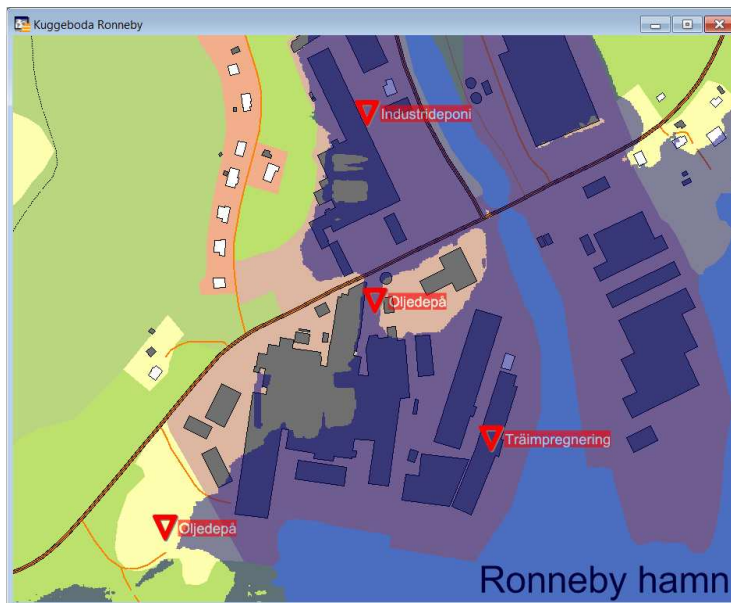 Kuggeboda Ronneby
Industrideponi
Oljedepå
Träimpregnering
Oljedepå
Ronneby hamn